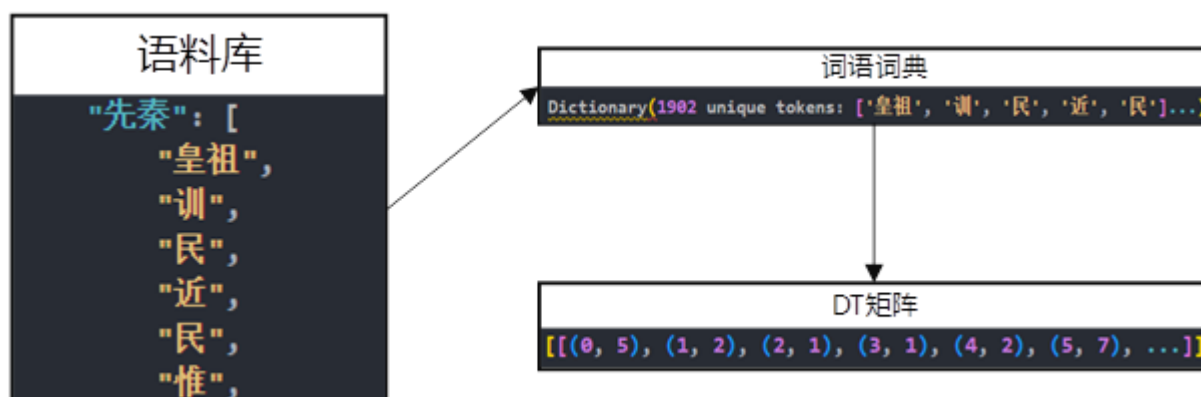 语料库
"先秦": [
"皇祖",
"训",
"民",
"近",
"民",
"惟",
词语词典
Dictionary(1902 unique tokens: ['皇祖', '训', '民', '近', '民']...)
DT矩阵
[[(0, 5), (1, 2), (2, 1), (3, 1), (4, 2), (5, 7), ...]]